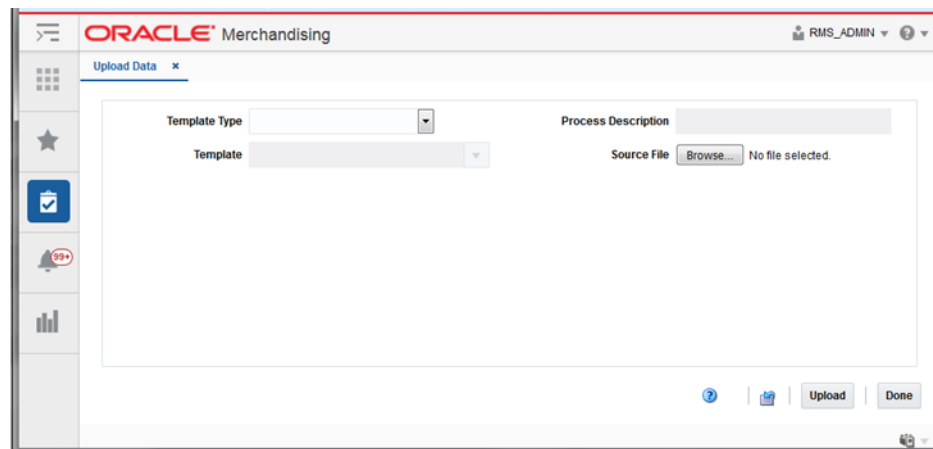 ORACLE Merchandising
RMS_ADMIN
Upload Data x
Template Type
Process Description
Template
Source File Browse... No file selected.
99+
Upload
Done